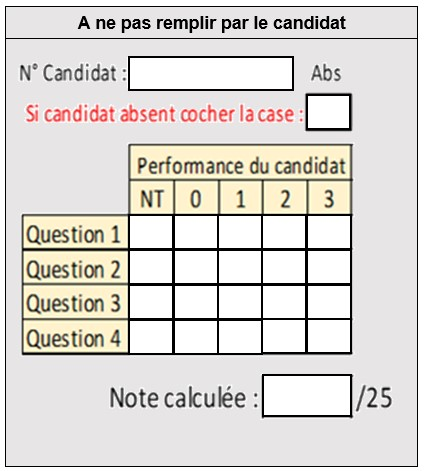 A ne pas remplir par le candidat
N° Candidat : Abs
Si candidat absent cocher la case :
Performance du candidat
NT 0 1 2 3
Question 1
Question 2
Question 3
Question 4
Note calculée : /25